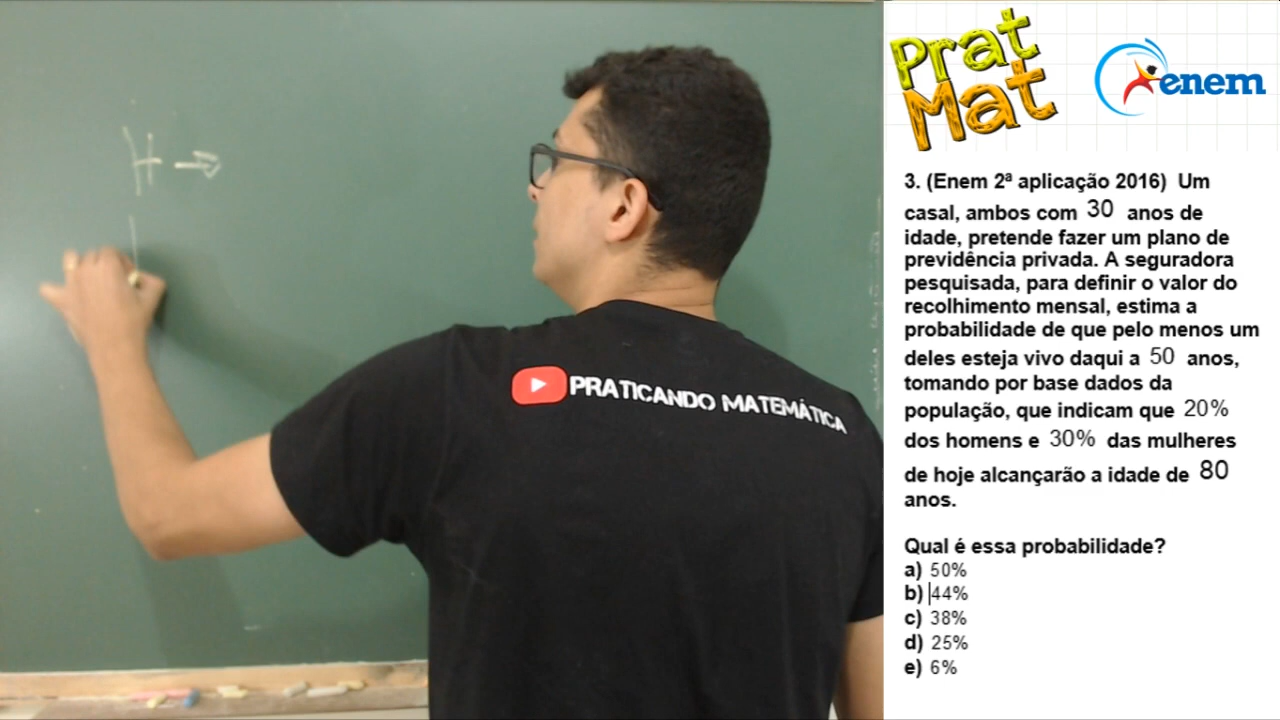 H →
PRATICANDO MATEMÁTICA
Prat
Mat
enem
3. (Enem 2ª aplicação 2016) Um
casal, ambos com 30 anos de
idade, pretende fazer um plano de
previdência privada. A seguradora
pesquisada, para definir o valor do
recolhimento mensal, estima a
probabilidade de que pelo menos um
deles esteja vivo daqui a 50 anos,
tomando por base dados da
população, que indicam que 20%
dos homens e 30% das mulheres
de hoje alcançarão a idade de 80
anos.
Qual é essa probabilidade?
a) 50%
b) 44%
c) 38%
d) 25%
e) 6%